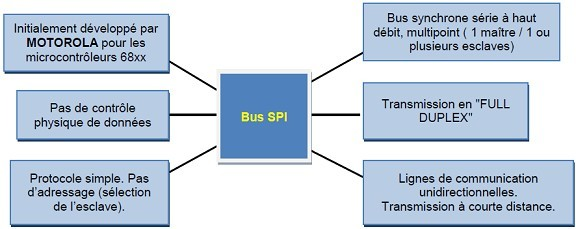 Initialement développé par
MOTOROLA pour les
microcontrôleurs 68xx
Bus synchrone série à haut
débit, multipoint ( 1 maître / 1 ou
plusieurs esclaves)
Pas de contrôle
physique de données
Bus SPI
Transmission en "FULL
DUPLEX"
Protocole simple. Pas
d'adressage (sélection
de l'esclave).
Lignes de communication
unidirectionnelles.
Transmission à courte distance.